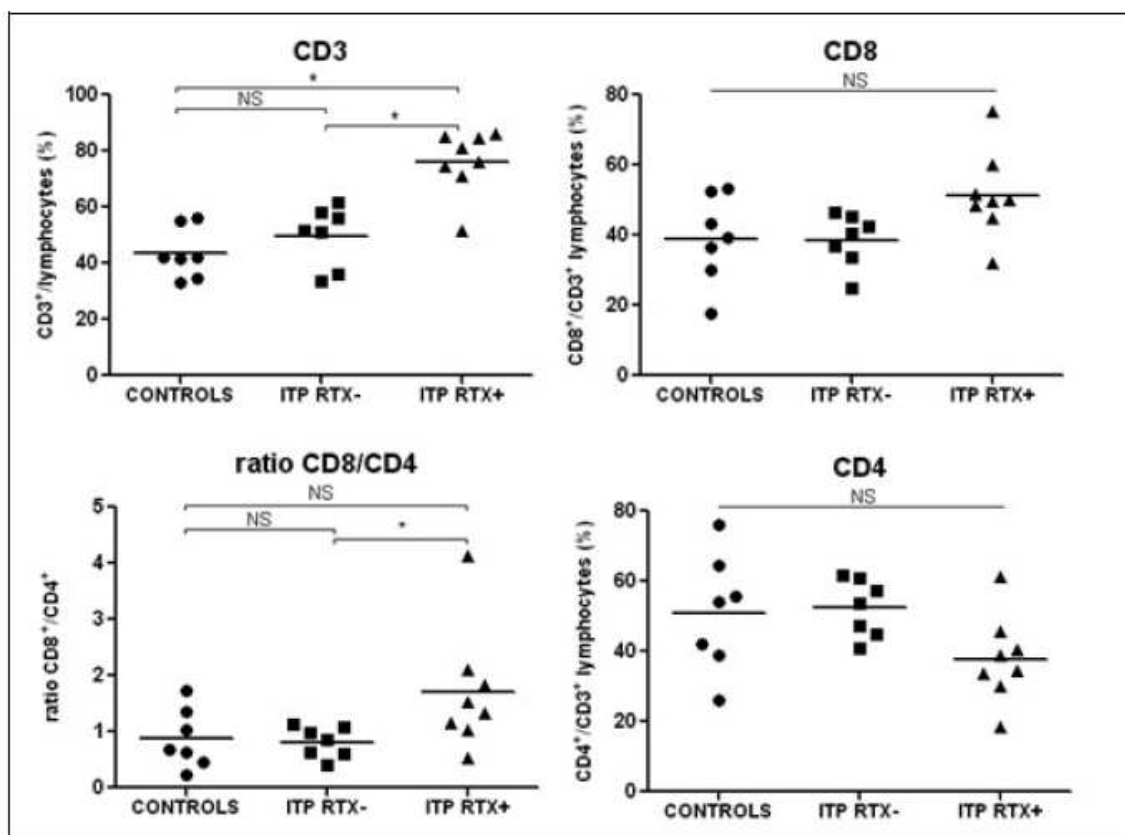 CD3
*
NS
*
100
80
60
40
20
0
CD3⁺/lymphocytes (%)
CONTROLS ITP RTX- ITP RTX+
CD8
NS
80
60
40
20
0
CD8⁺/CD3⁺ lymphocytes (%)
CONTROLS ITP RTX- ITP RTX+
ratio CD8/CD4
NS
NS
*
5
4
3
2
1
0
ratio CD8⁺/CD4⁺
CONTROLS ITP RTX- ITP RTX+
CD4
NS
80
60
40
20
0
CD4⁺/CD3⁺ lymphocytes (%)
CONTROLS ITP RTX- ITP RTX+